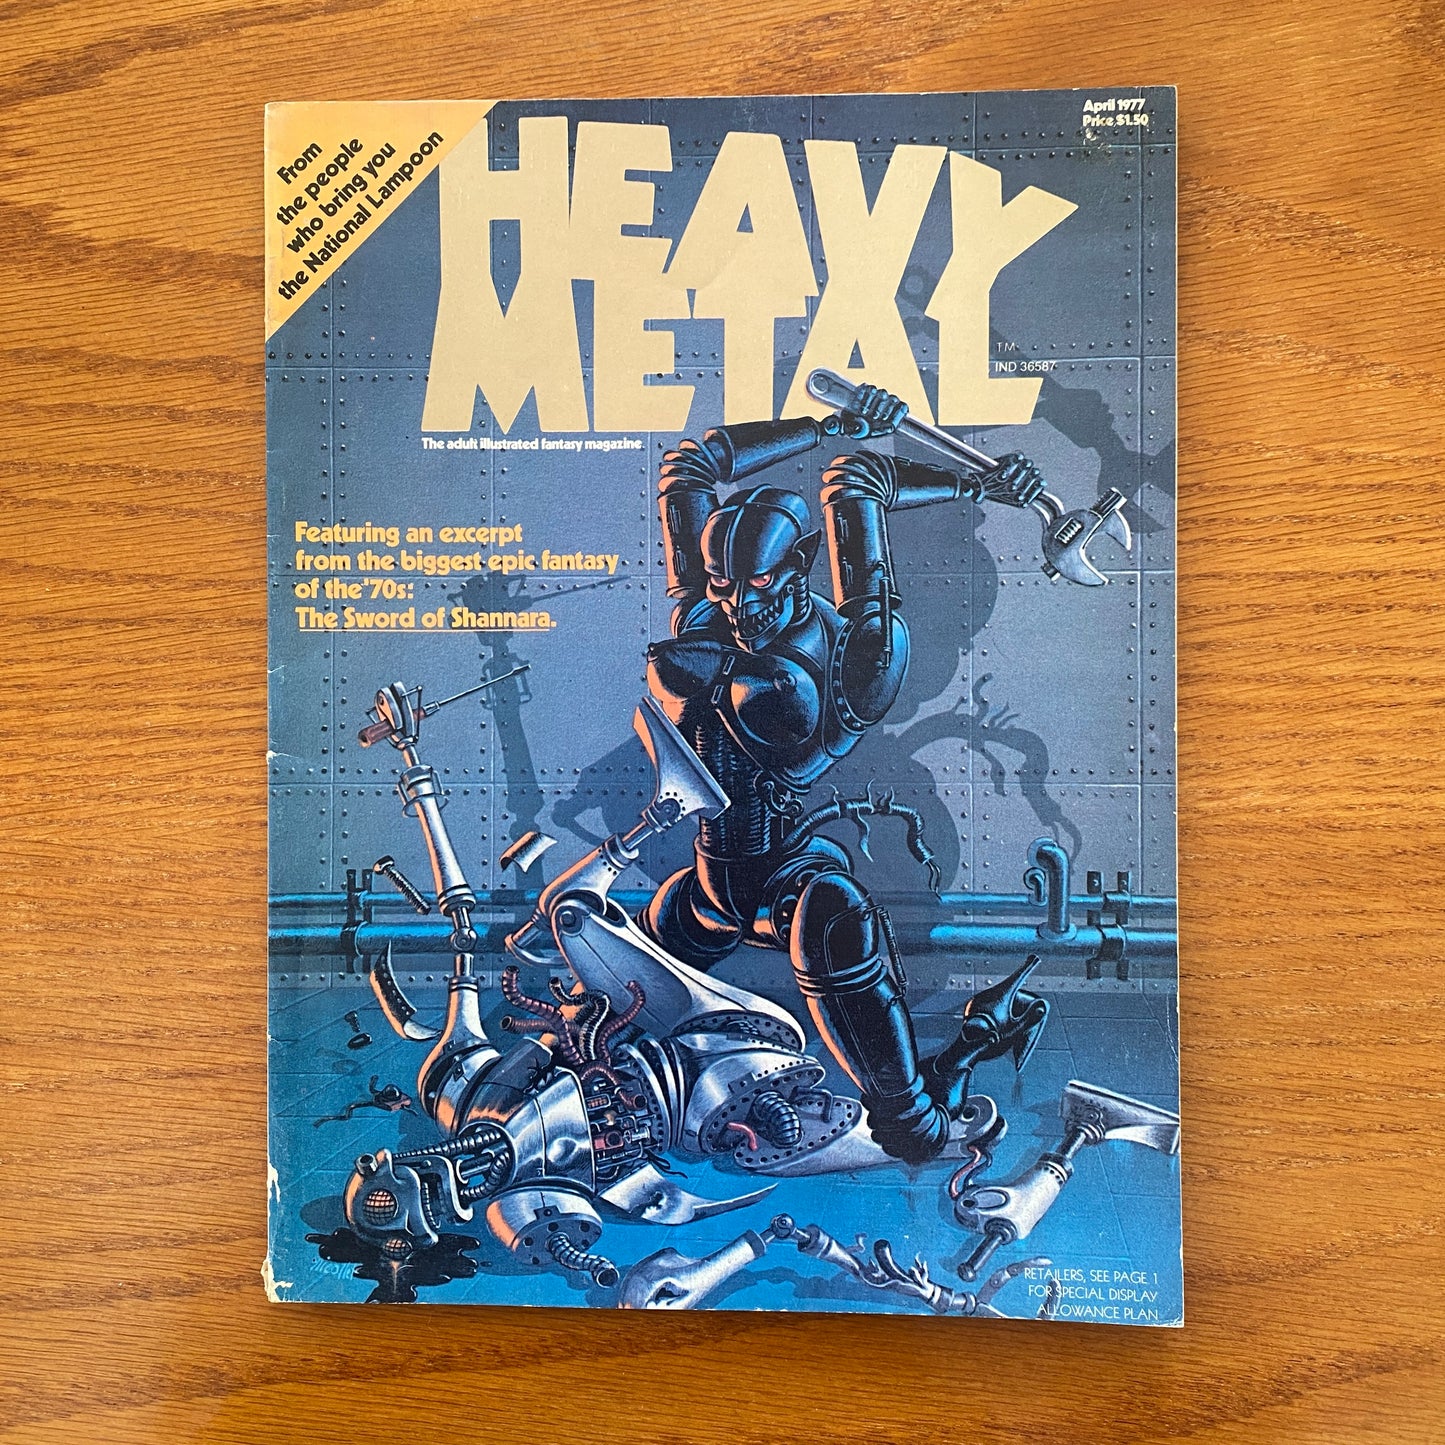 From
the people
who bring you
the National Lampoon
April 1977
Price $1.50
HEAVY
METAL
TM
IND 36587
The adult illustrated fantasy magazine.
Featuring an excerpt
from the biggest epic fantasy
of the '70s:
The Sword of Shannara.
Nicollet
RETAILERS, SEE PAGE 1
FOR SPECIAL DISPLAY
ALLOWANCE PLAN